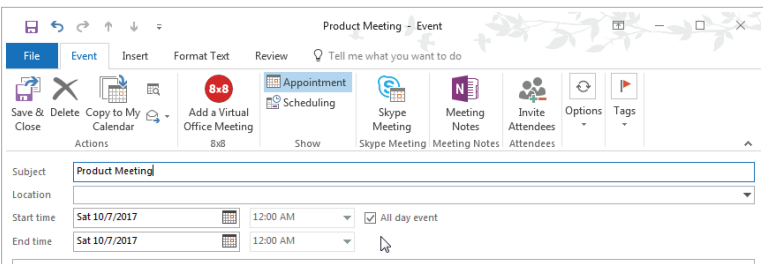 Product Meeting - Event
File Event Insert Format Text Review Tell me what you want to do
8x8 Appointment
Scheduling
Save & Close Delete Copy to My Calendar Add a Virtual Office Meeting Skype Meeting Meeting Notes Invite Attendees Options Tags
Actions 8x8 Show Skype Meeting Meeting Notes Attendees
Subject Product Meeting
Location
Start time Sat 10/7/2017 12:00 AM All day event
End time Sat 10/7/2017 12:00 AM